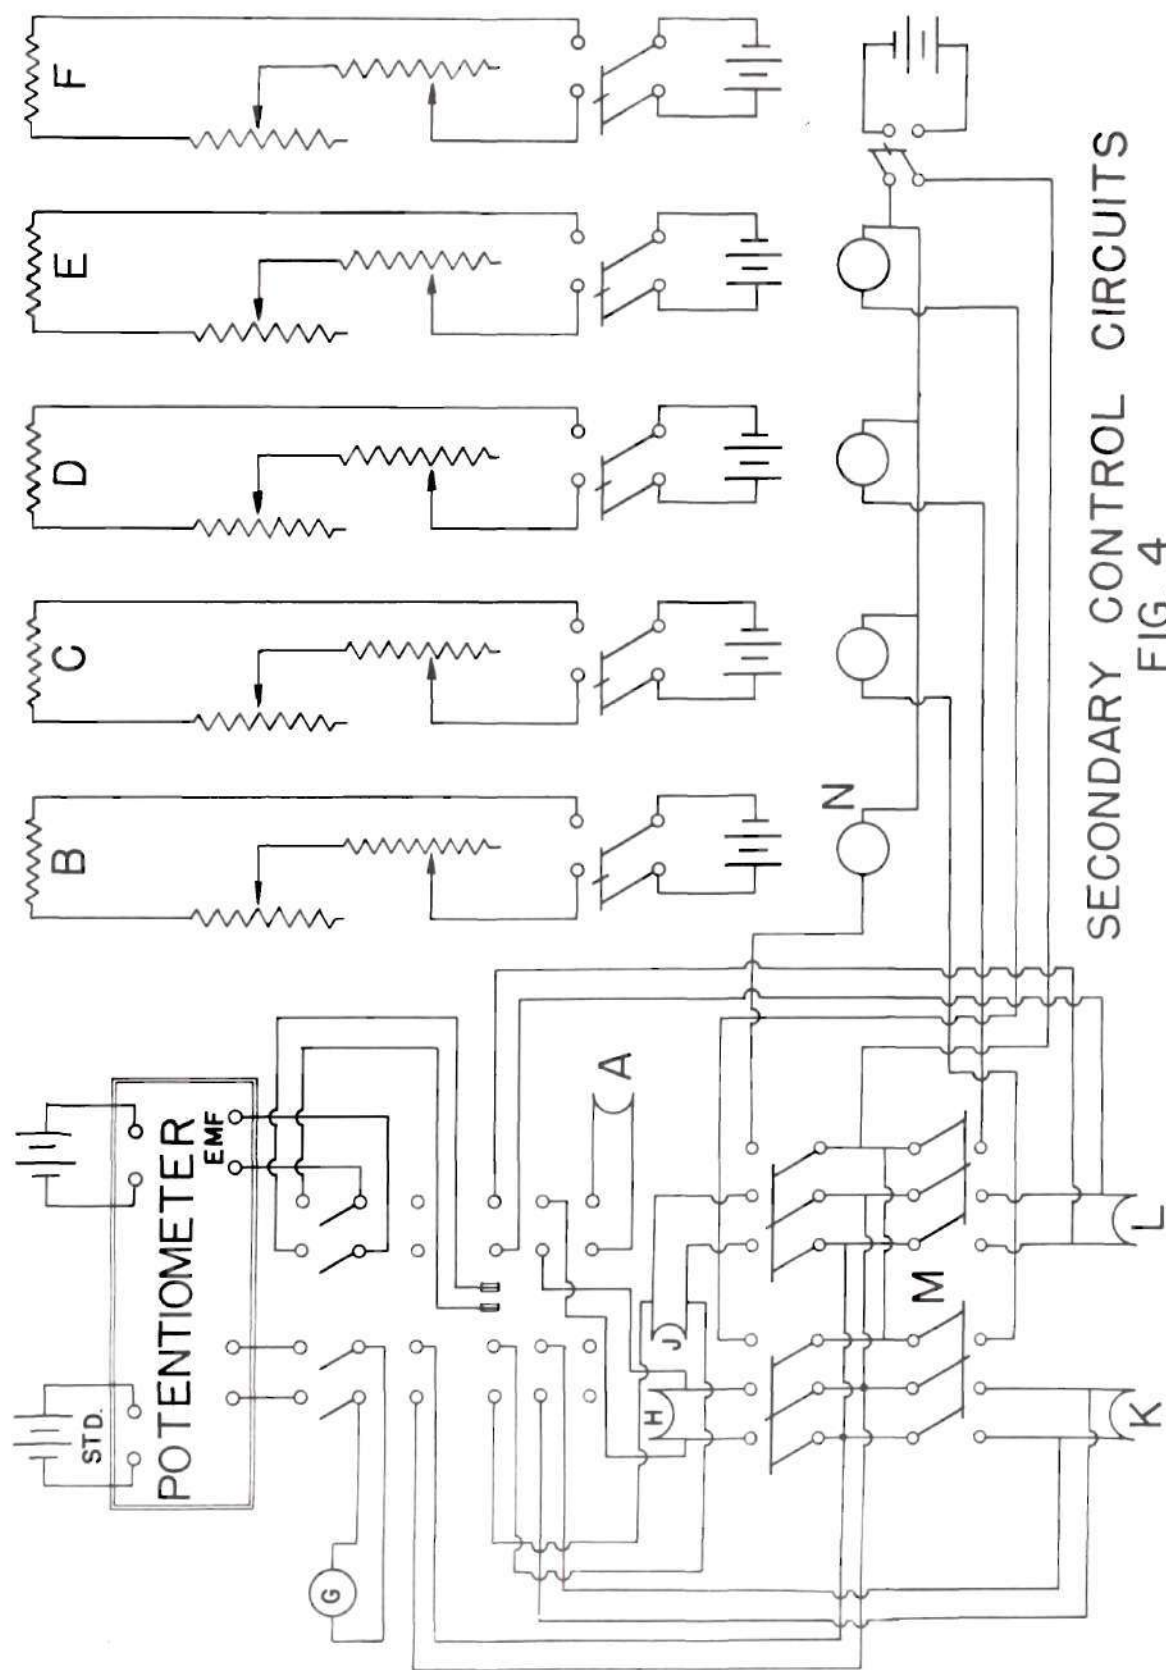 STD.
POTENTIOMETER
EMF
G
A
B
C
D
E
F
H
J
K
L
M
N
SECONDARY CONTROL CIRCUITS
FIG 4